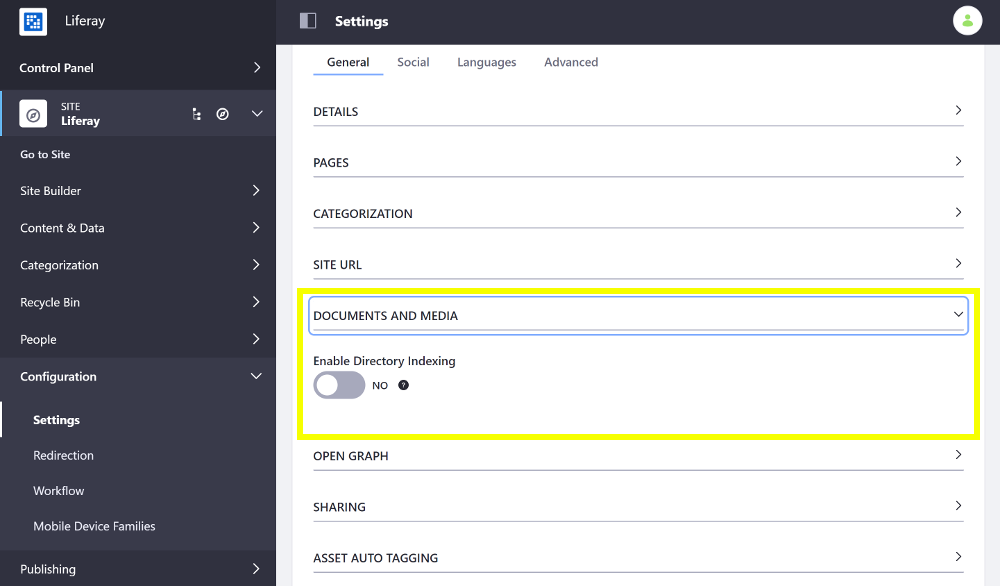 Liferay
Settings
Control Panel
SITE
Liferay
Go to Site
Site Builder
Content & Data
Categorization
Recycle Bin
People
Configuration
Settings
Redirection
Workflow
Mobile Device Families
Publishing
General Social Languages Advanced
DETAILS
PAGES
CATEGORIZATION
SITE URL
DOCUMENTS AND MEDIA
Enable Directory Indexing
NO ?
OPEN GRAPH
SHARING
ASSET AUTO TAGGING